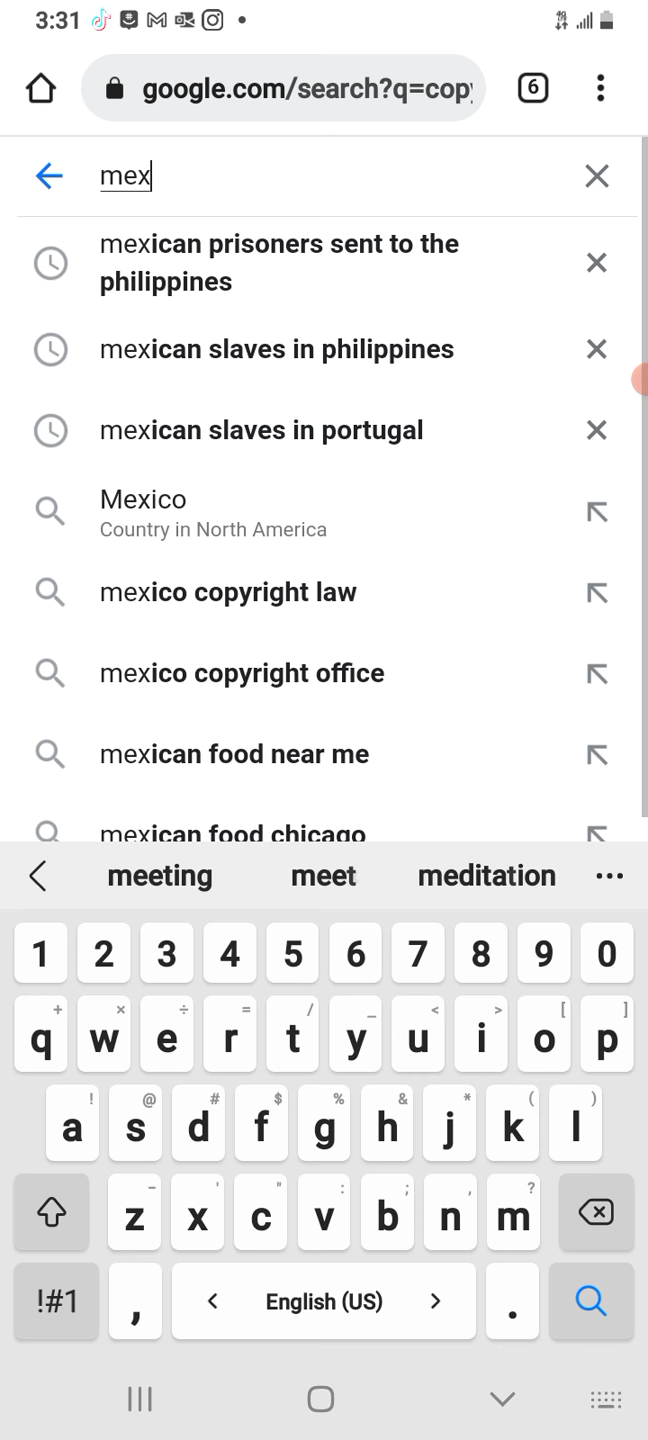 3:31
google.com/search?q=cop
6
mex
mexican prisoners sent to the
philippines
mexican slaves in philippines
mexican slaves in portugal
Mexico
Country in North America
mexico copyright law
mexico copyright office
mexican food near me
mexican food chicago
meeting meet meditation
1 2 3 4 5 6 7 8 9 0
+ × ÷ = / _ < > [ ]
q w e r t y u i o p
! @ # $ % & * ( )
a s d f g h j k l
- ' " : ; , ?
z x c v b n m
!#1 , < English (US) > .